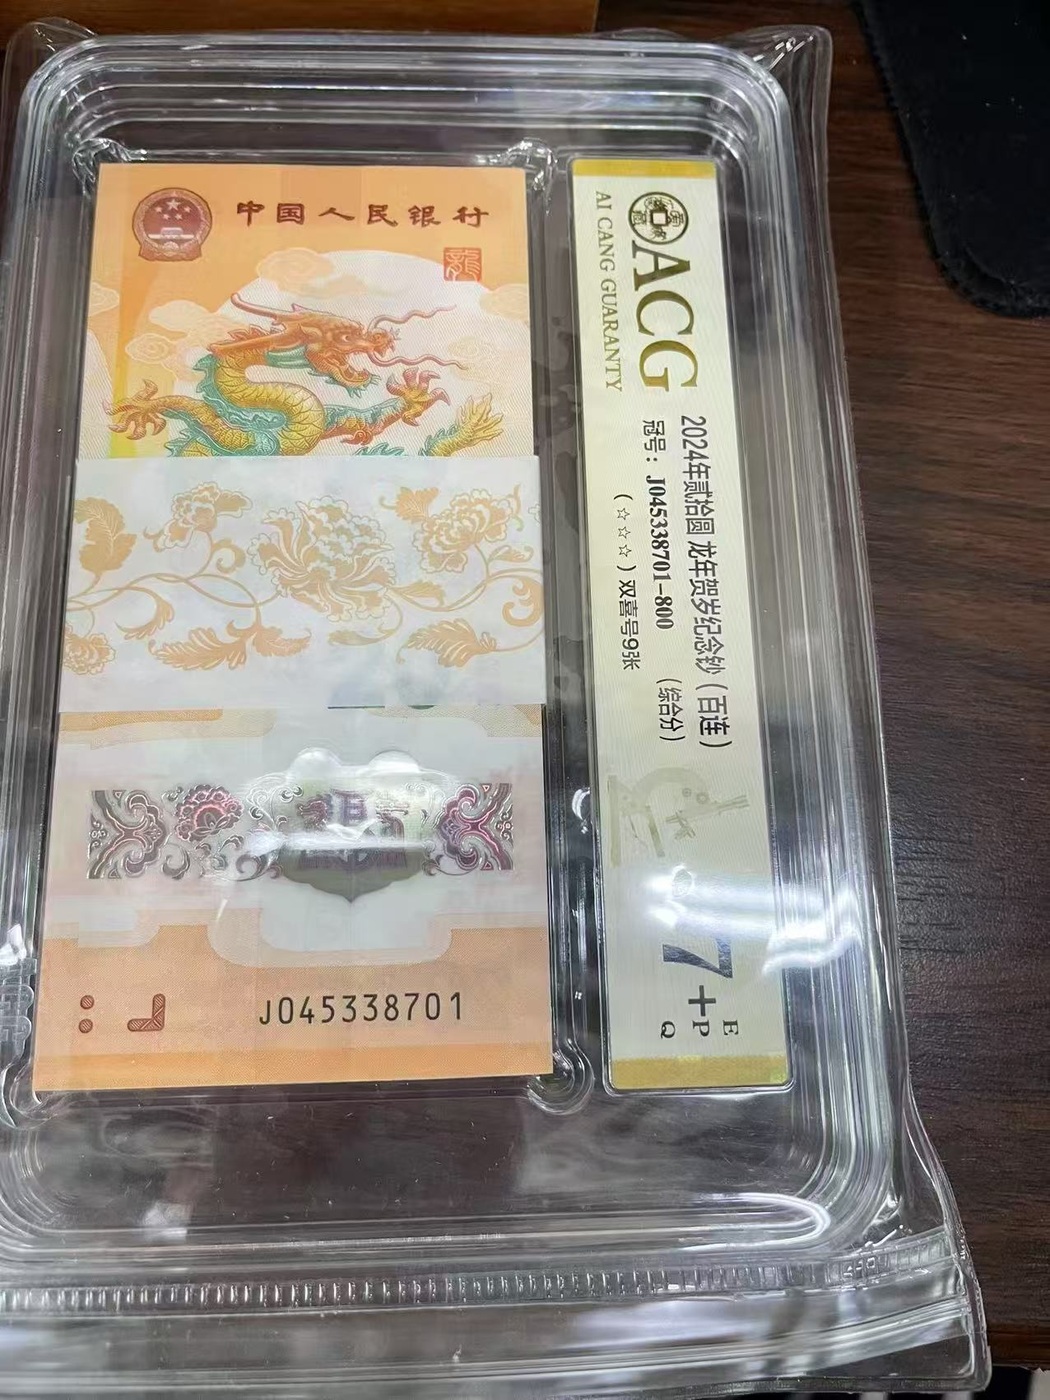 中国人民银行
龍
J045338701
ACG
AI CANG GUARANTY
2024年贰拾圆 龙年贺岁纪念钞（百连）
冠号：J045338701-800 （综合分）
（☆☆☆）双喜号9张
7+
E
P
Q